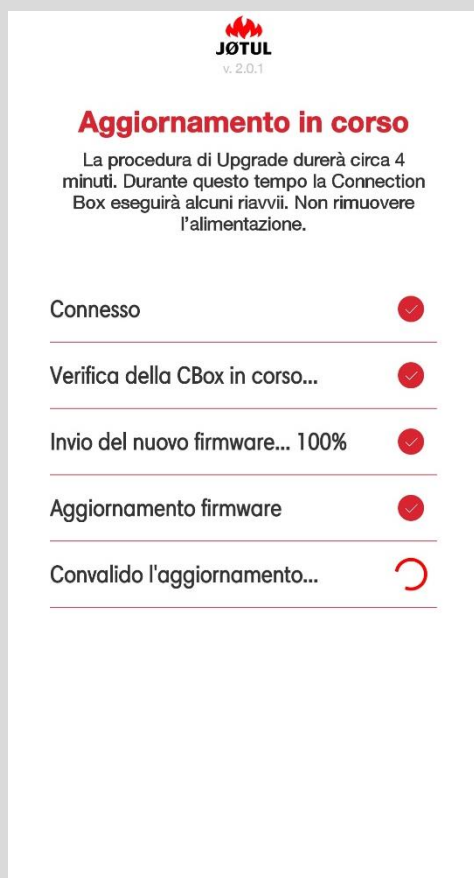 JØTUL
v. 2.0.1
Aggiornamento in corso
La procedura di Upgrade durerà circa 4
minuti. Durante questo tempo la Connection
Box eseguirà alcuni riavvii. Non rimuovere
l’alimentazione.
Connesso
Verifica della CBox in corso...
Invio del nuovo firmware... 100%
Aggiornamento firmware
Convalido l'aggiornamento...